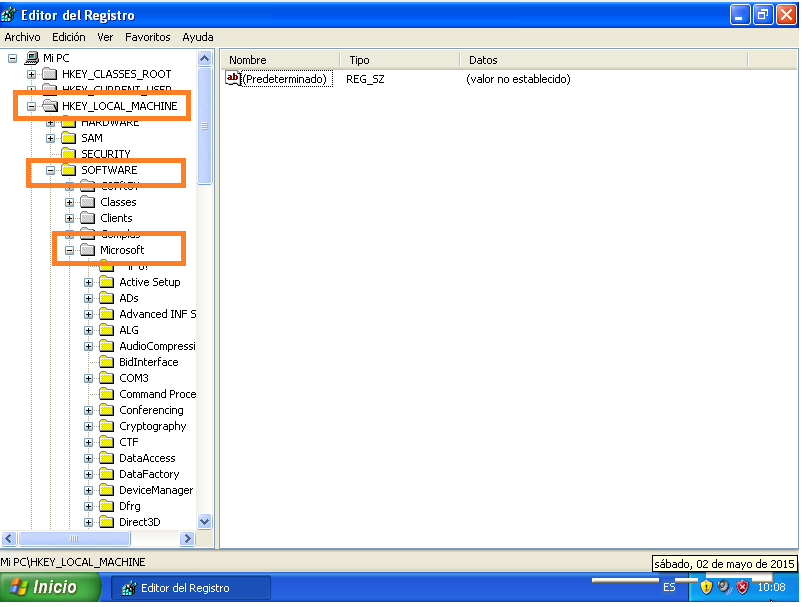 Editor del Registro
Archivo Edición Ver Favoritos Ayuda
Nombre Tipo Datos
Mi PC
HKEY_CLASSES_ROOT
HKEY_CURRENT_USER
HKEY_LOCAL_MACHINE
HARDWARE
SAM
SECURITY
SOFTWARE
Classes
Clients
Complus
Microsoft
Active Setup
ADs
Advanced INF S
ALG
AudioCompressi
BidInterface
COM3
Command Proce
Conferencing
Cryptography
CTF
DataAccess
DataFactory
DeviceManager
Dfrg
Direct3D
ab (Predeterminado) REG_SZ (valor no establecido)
Mi PC\HKEY_LOCAL_MACHINE
sábado, 02 de mayo de 2015
Inicio
Editor del Registro
ES
10:08